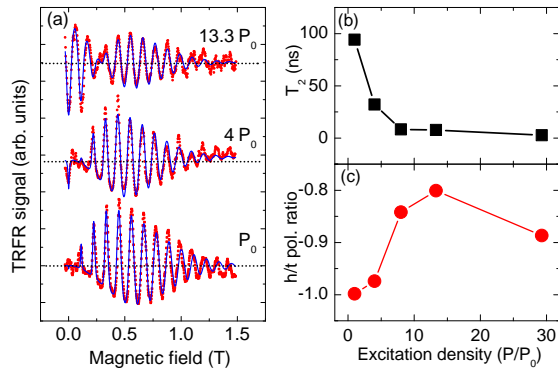 (a)
13.3 P0
4 P0
P0
TRFR signal (arb. units)
0.0 0.5 1.0 1.5
Magnetic field (T)
(b)
100
50
0
T2 (ns)
(c)
-0.8
-0.9
-1.0
h/t pol. ratio
0 10 20 30
Excitation density (P/P0)